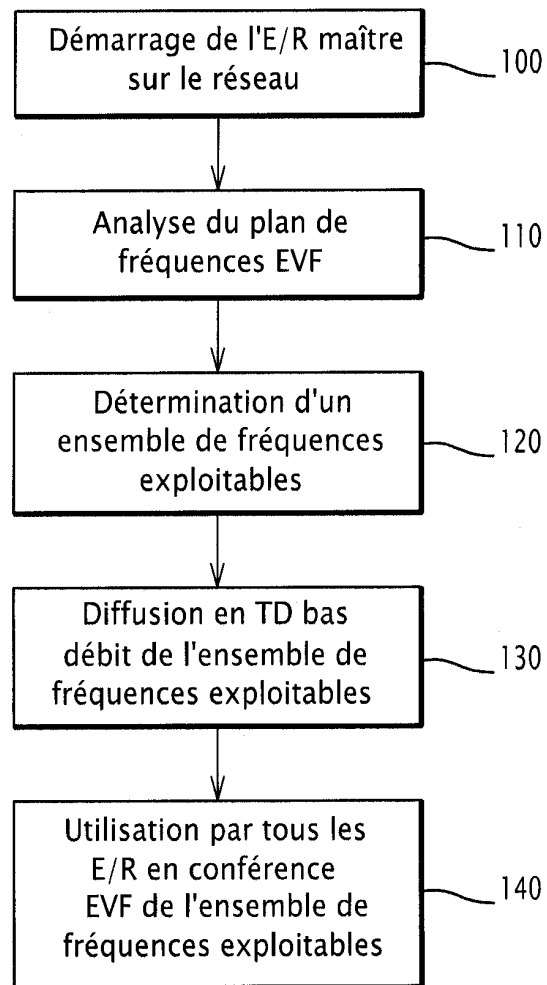 Démarrage de l'E/R maître
sur le réseau
100
Analyse du plan de
fréquences EVF
110
Détermination d'un
ensemble de fréquences
exploitables
120
Diffusion en TD bas
débit de l'ensemble de
fréquences exploitables
130
Utilisation par tous les
E/R en conférence
EVF de l'ensemble de
fréquences exploitables
140